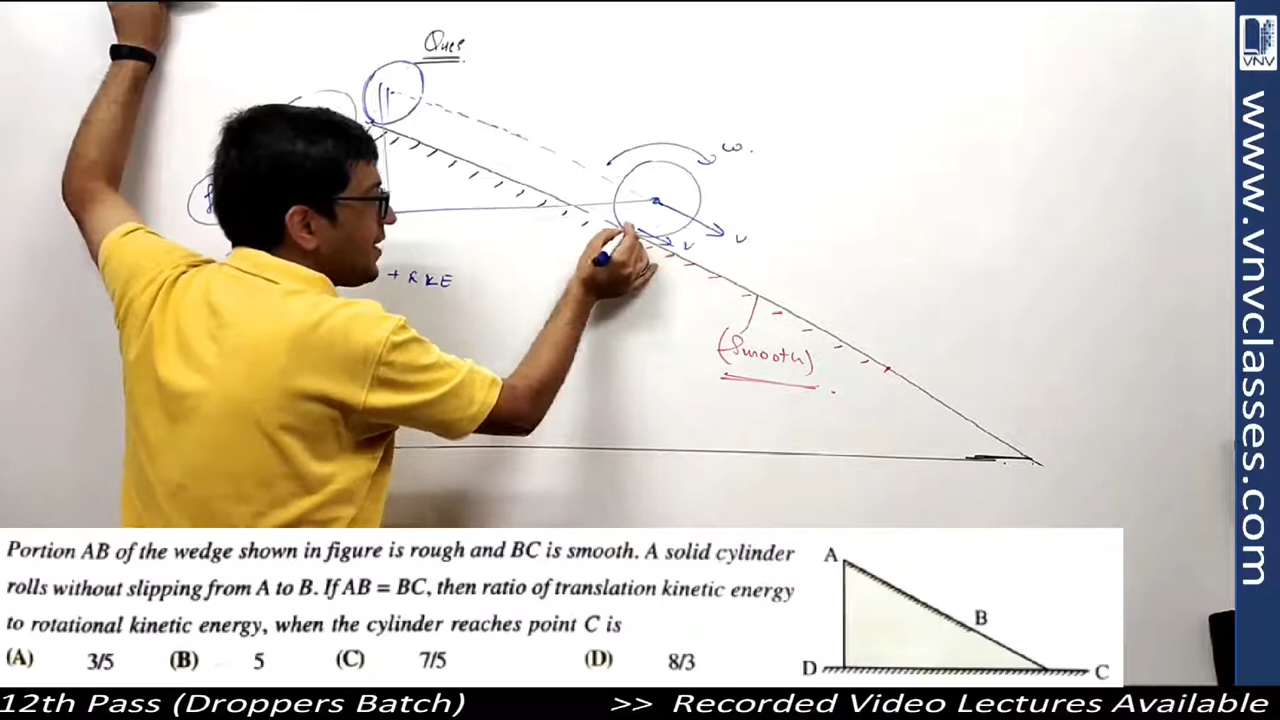 Ques
ω.
v
v
+ RKE
(Smooth)
VNV
www.vnvclasses.com
Portion AB of the wedge shown in figure is rough and BC is smooth. A solid cylinder
rolls without slipping from A to B. If AB = BC, then ratio of translation kinetic energy
to rotational kinetic energy, when the cylinder reaches point C is
(A) 3/5 (B) 5 (C) 7/5 (D) 8/3
A
B
D
C
12th Pass (Droppers Batch) >> Recorded Video Lectures Available